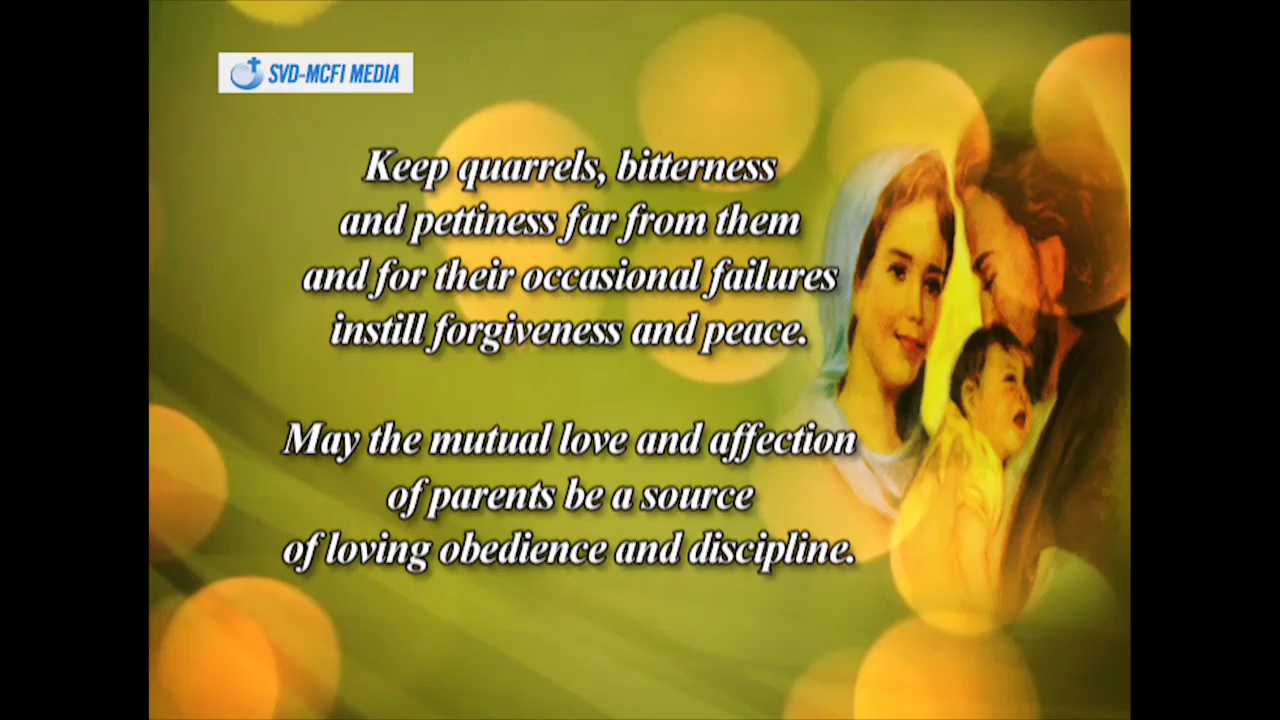 SVD-MCFI MEDIA
Keep quarrels, bitterness
and pettiness far from them
and for their occasional failures
instill forgiveness and peace.
May the mutual love and affection
of parents be a source
of loving obedience and discipline.